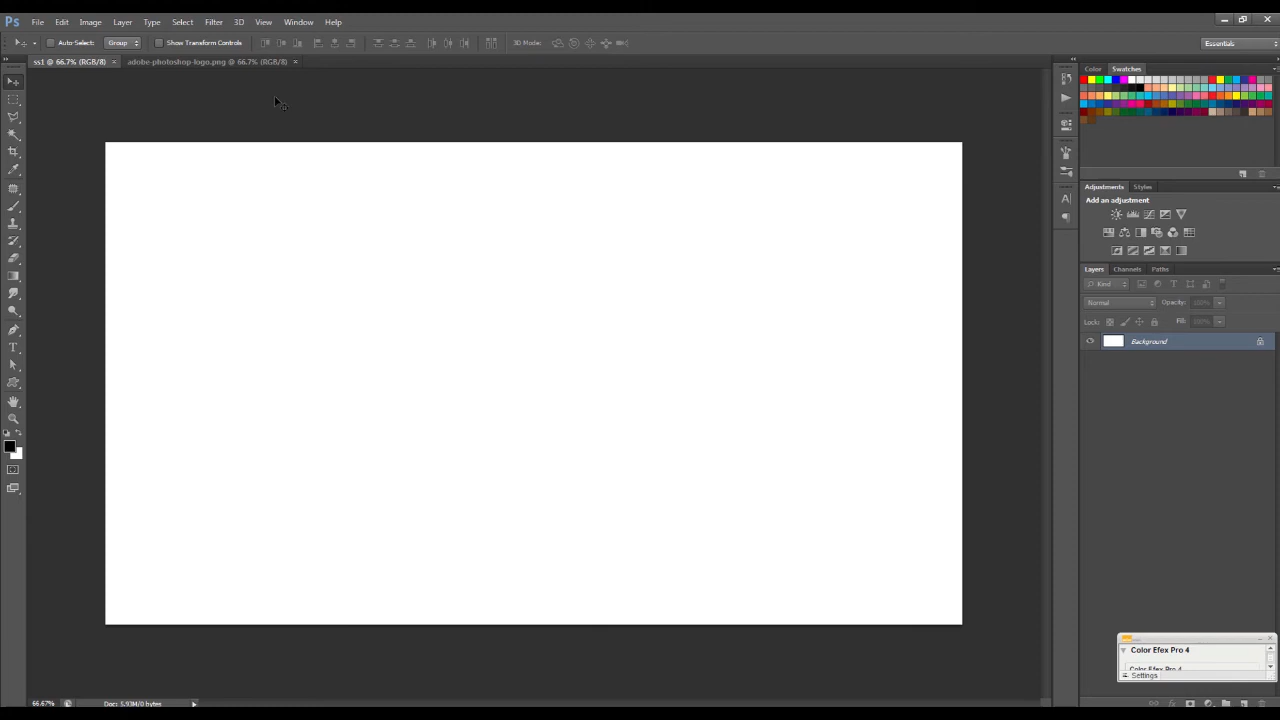 Ps File Edit Image Layer Type Select Filter 3D View Window Help
Auto-Select: Group Show Transform Controls 3D Mode: Essentials
ss1 @ 66.7% (RGB/8) × adobe-photoshop-logo.png @ 66.7% (RGB/8) ×
Color Swatches
Adjustments Styles
Add an adjustment
Layers Channels Paths
Kind
Normal Opacity: 100%
Lock: Fill: 100%
Background
Color Efex Pro 4
Color Efex Pro 4
Settings
66.67% Doc: 5.93M/0 bytes